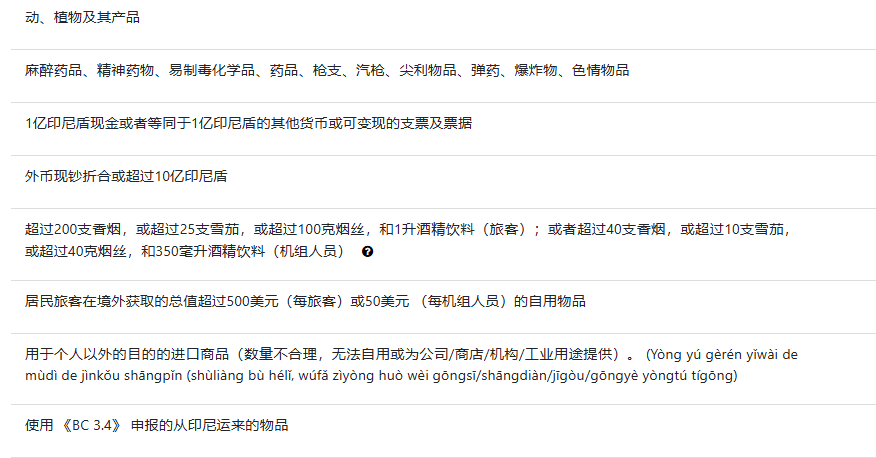 动、植物及其产品
麻醉药品、精神药物、易制毒化学品、药品、枪支、汽枪、尖利物品、弹药、爆炸物、色情物品
1亿印尼盾现金或者等同于1亿印尼盾的其他货币或可变现的支票及票据
外币现钞折合或超过10亿印尼盾
超过200支香烟，或超过25支雪茄，或超过100克烟丝，和1升酒精饮料（旅客）；或者超过40支香烟，或超过10支雪茄，
或超过40克烟丝，和350毫升酒精饮料（机组人员）
居民旅客在境外获取的总值超过500美元（每旅客）或50美元 （每机组人员）的自用物品
用于个人以外的目的的进口商品（数量不合理，无法自用或为公司/商店/机构/工业用途提供）。 (Yòng yú gèrén yǐwài de
mùdì de jìnkǒu shāngpǐn (shùliàng bù hélǐ, wúfǎ zìyòng huò wèi gōngsī/shāngdiàn/jīgòu/gōngyè yòngtú tígōng)
使用 《BC 3.4》 申报的从印尼运来的物品